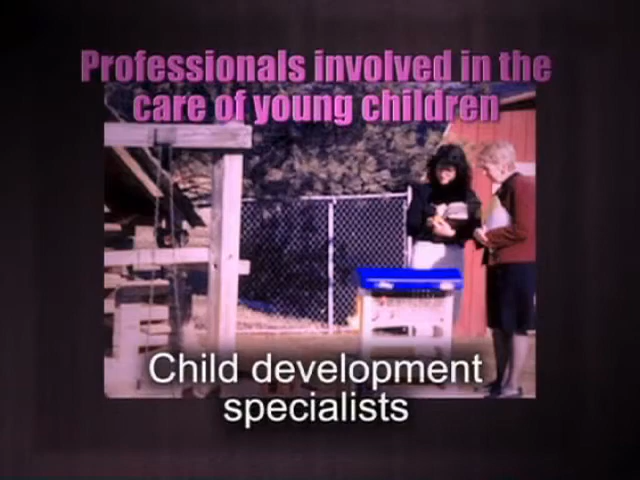 Professionals involved in the
care of young children
Child development
specialists